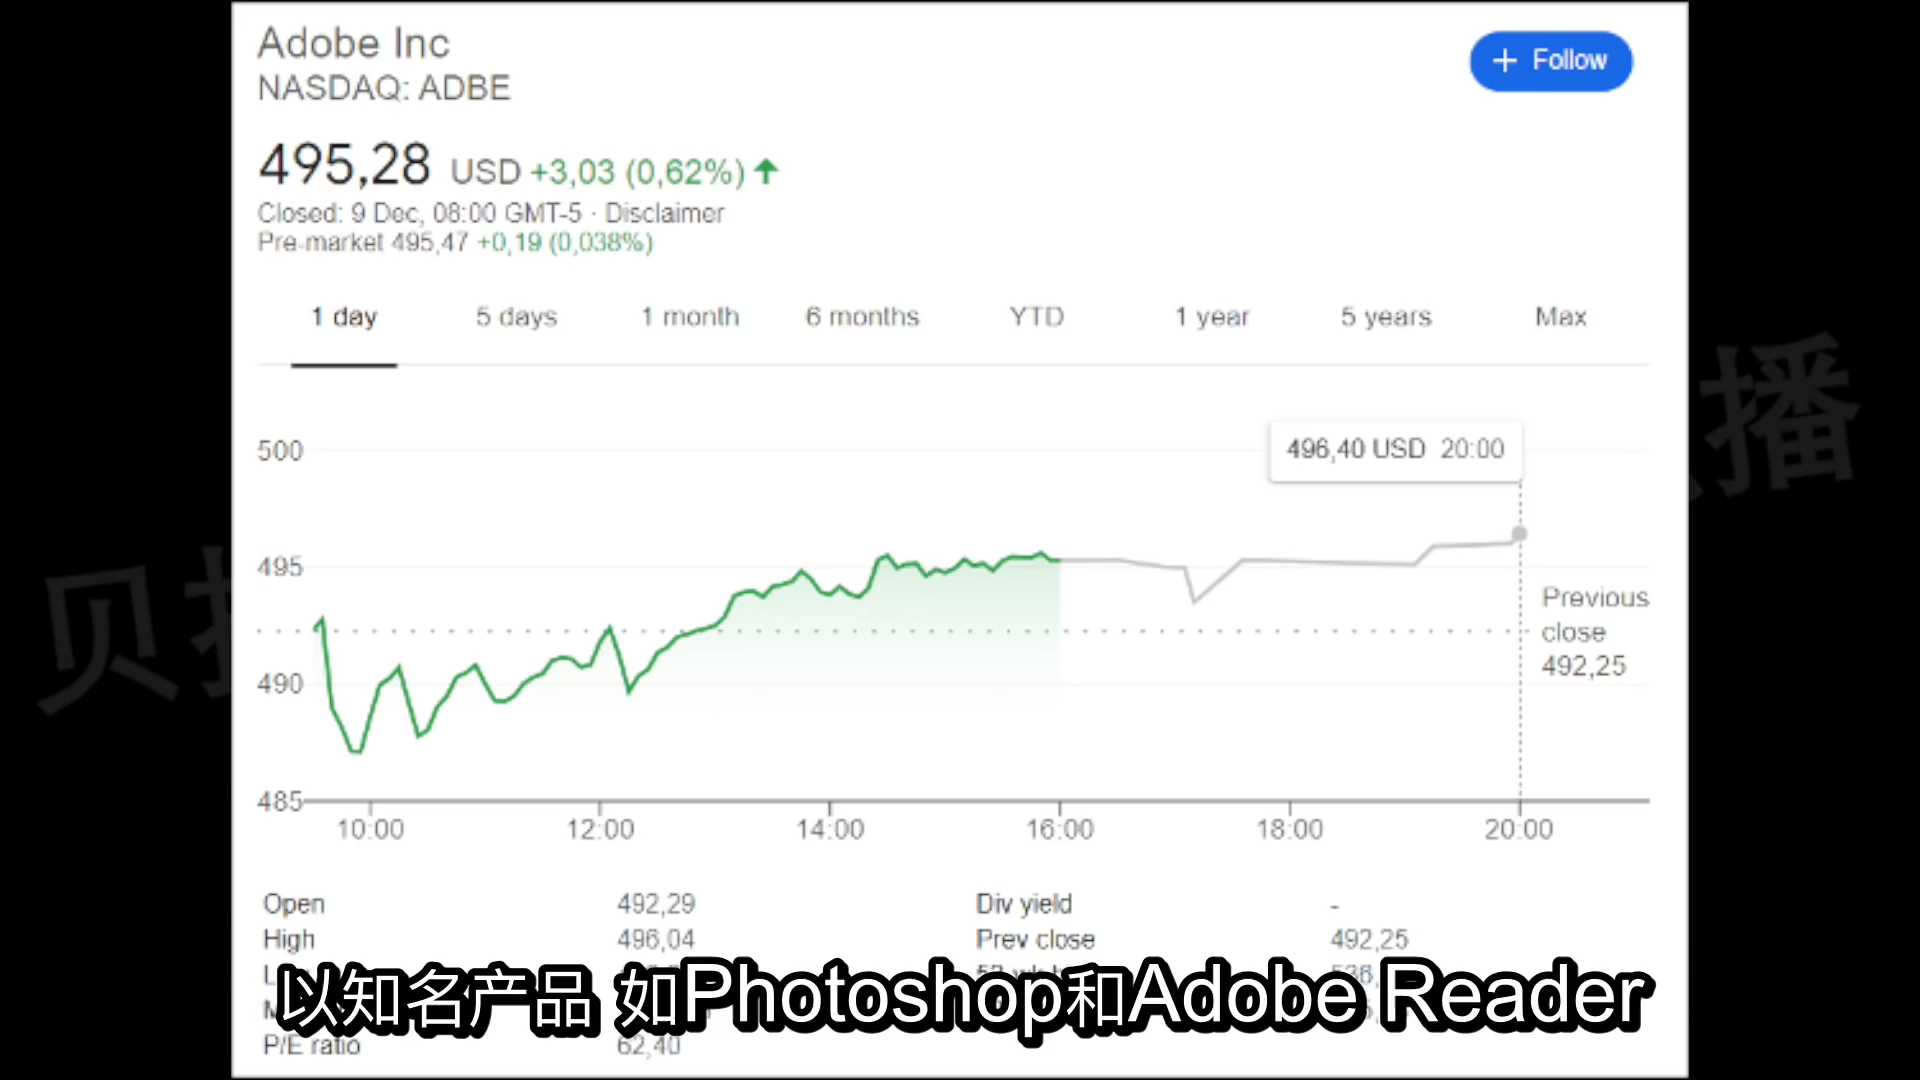 Adobe Inc
NASDAQ: ADBE
+ Follow
495,28 USD +3,03 (0,62%)
Closed: 9 Dec, 08:00 GMT-5 · Disclaimer
Pre-market 495,47 +0,19 (0,038%)
1 day 5 days 1 month 6 months YTD 1 year 5 years Max
500
496,40 USD 20:00
495
Previous
close
492,25
490
485
10:00 12:00 14:00 16:00 18:00 20:00
Open 492,29 Div yield -
High 496,04 Prev close 492,25
以知名产品 如Photoshop和Adobe Reader
P/E ratio 62,40
播
贝